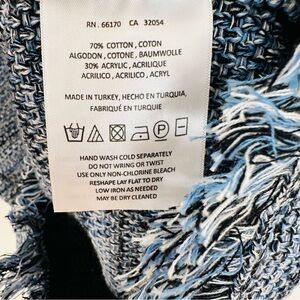 RN : 66170 CA 32054
70% COTTON , COTON
ALGODON , COTONE , BAUMWOLLE
30% ACRYLIC, ACRILIQUE
ACRILICO , ACRILICO , ACRYL
MADE IN TURKEY, HECHO EN TURQUIA,
FABRIQUÉ EN TURQUIE
HAND WASH COLD SEPARATELY
DO NOT WRING OR TWIST
USE ONLY NON-CHLORINE BLEACH
RESHAPE LAY FLAT TO DRY
LOW IRON AS NEEDED
MAY BE DRY CLEANED